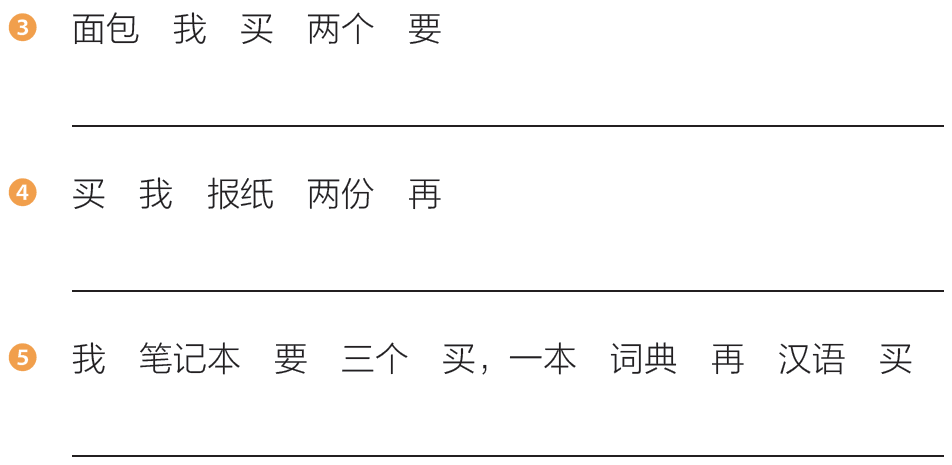 3 面包 我 买 两个 要
4 买 我 报纸 两份 再
5 我 笔记本 要 三个 买，一本 词典 再 汉语 买